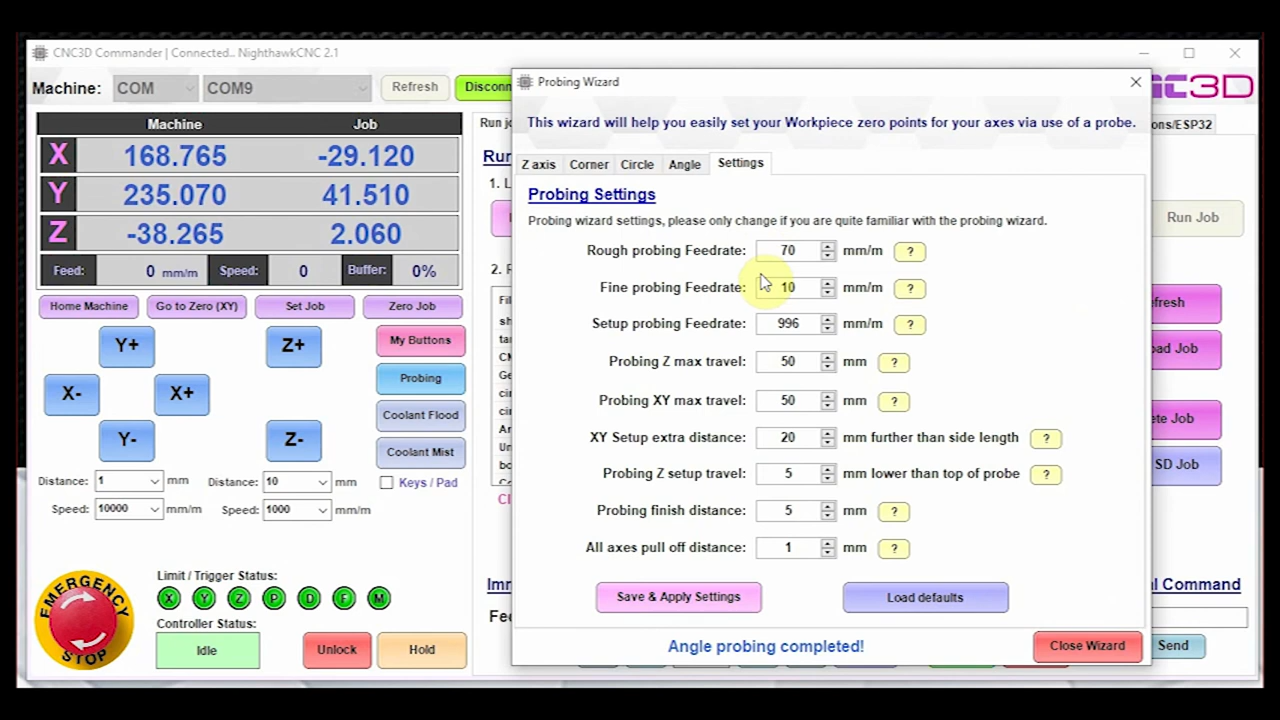 CNC3D Commander | Connected.. NighthawkCNC 2.1
Machine: COM COM9 Refresh
Machine Job
X 168.765 -29.120
Y 235.070 41.510
Z -38.265 2.060
Feed: 0 mm/m Speed: 0 Buffer: 0%
Home Machine Go to Zero (XY) Set Job Zero Job
Y+ Z+ My Buttons
X- X+ Probing
Coolant Flood
Y- Z- Coolant Mist
Distance: 1 mm Distance: 10 mm Keys / Pad
Speed: 10000 mm/m Speed: 1000 mm/m
EMERGENCY STOP
Limit / Trigger Status:
X Y Z P D F M
Controller Status:
Idle Unlock Hold
Probing Wizard
This wizard will help you easily set your Workpiece zero points for your axes via use of a probe.
Z axis Corner Circle Angle Settings
Probing Settings
Probing wizard settings, please only change if you are quite familiar with the probing wizard.
Rough probing Feedrate: 70 mm/m ?
Fine probing Feedrate: 10 mm/m ?
Setup probing Feedrate: 996 mm/m ?
Probing Z max travel: 50 mm ?
Probing XY max travel: 50 mm ?
XY Setup extra distance: 20 mm further than side length ?
Probing Z setup travel: 5 mm lower than top of probe ?
Probing finish distance: 5 mm ?
All axes pull off distance: 1 mm ?
Save & Apply Settings Load defaults
Angle probing completed! Close Wizard
3D
ons/ESP32
Run Job
1.
2.
SD Job
Command
Send